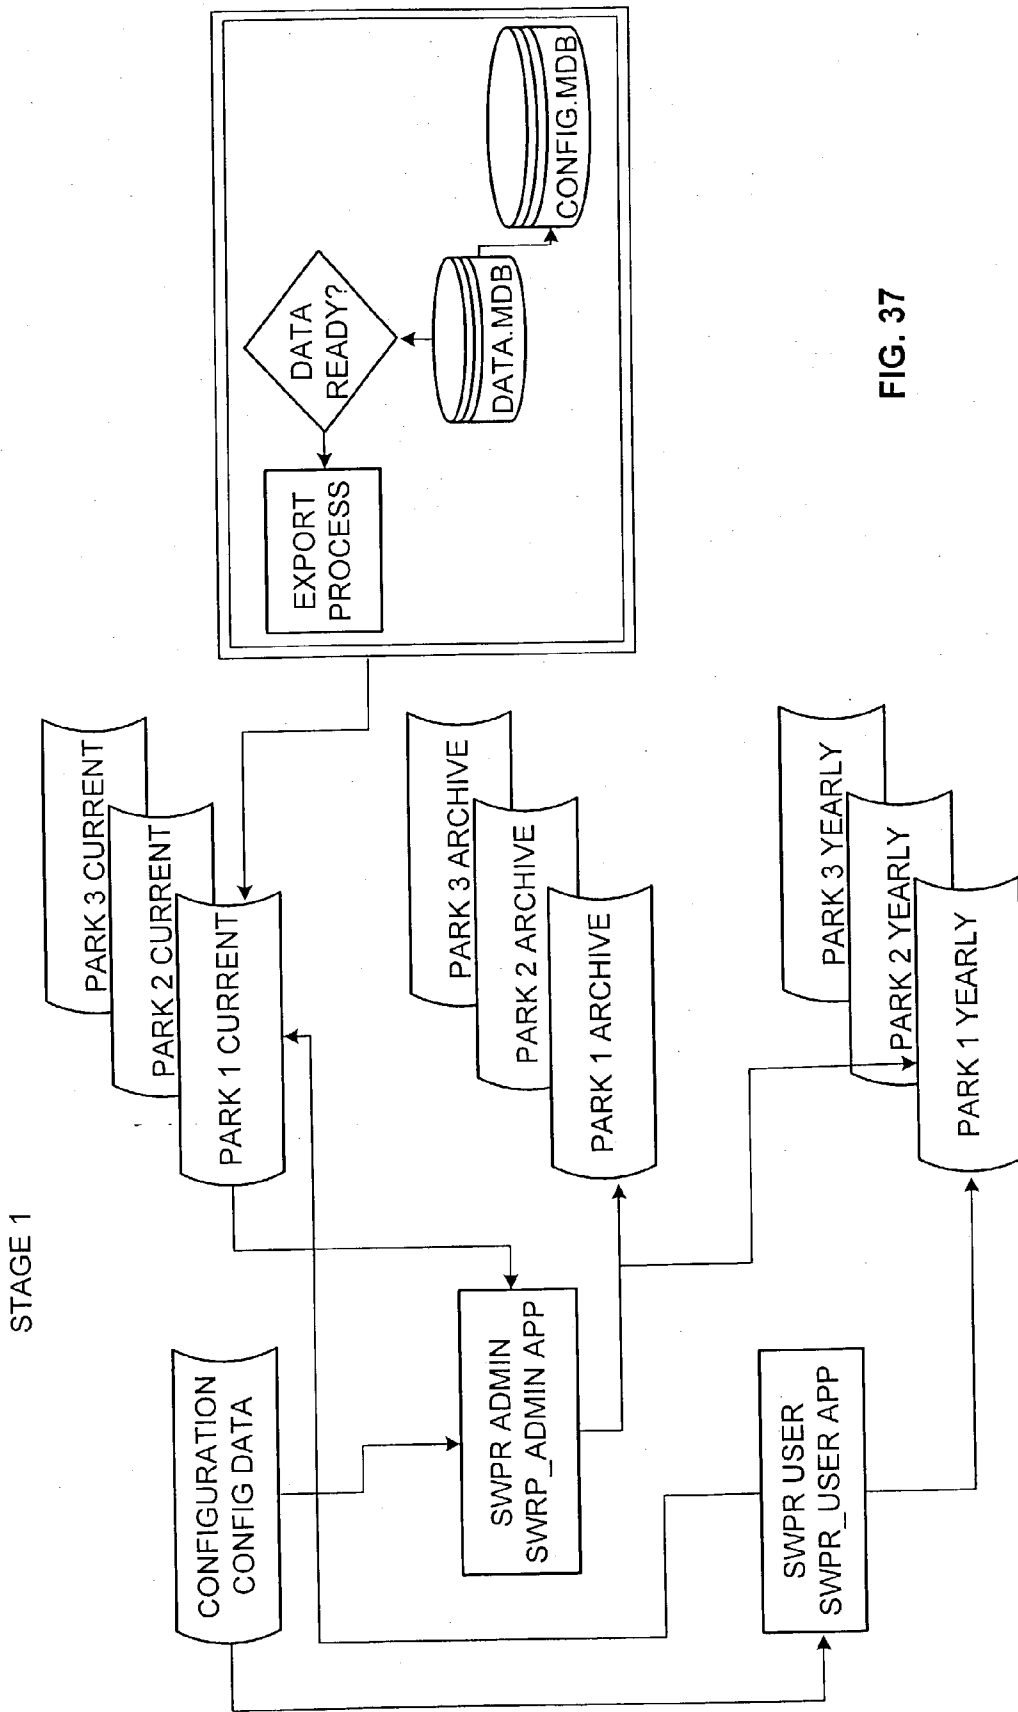 STAGE 1
CONFIGURATION
CONFIG DATA
SWPR ADMIN
SWRP_ADMIN APP
SWPR USER
SWPR_USER APP
PARK 3 CURRENT
PARK 2 CURRENT
PARK 1 CURRENT
PARK 3 ARCHIVE
PARK 2 ARCHIVE
PARK 1 ARCHIVE
PARK 3 YEARLY
PARK 2 YEARLY
PARK 1 YEARLY
EXPORT
PROCESS
DATA
READY?
DATA.MDB
CONFIG.MDB
FIG. 37